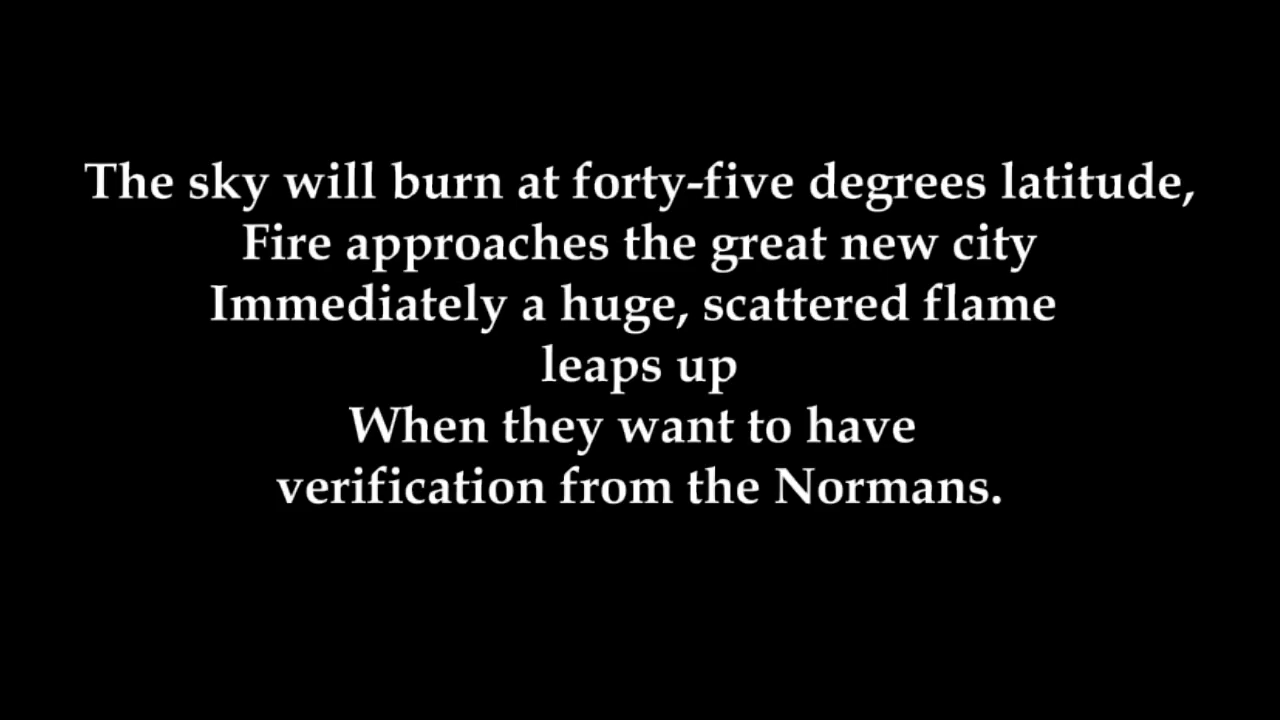 The sky will burn at forty-five degrees latitude,
Fire approaches the great new city
Immediately a huge, scattered flame
leaps up
When they want to have
verification from the Normans.